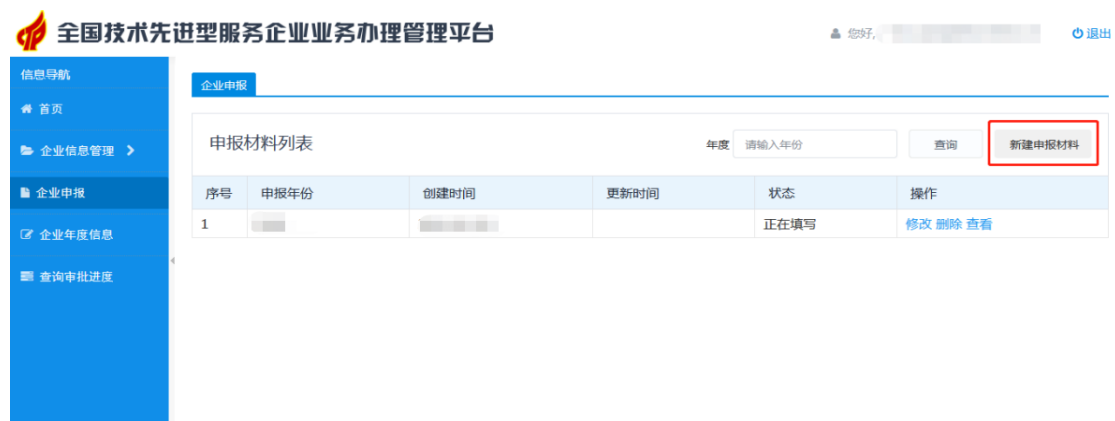 全国技术先进型服务企业业务办理管理平台
您好,
退出
信息导航
首页
企业信息管理
企业申报
企业年度信息
查询审批进度
企业申报
申报材料列表 年度 请输入年份 查询 新建申报材料
序号 申报年份 创建时间 更新时间 状态 操作
1 正在填写 修改 删除 查看